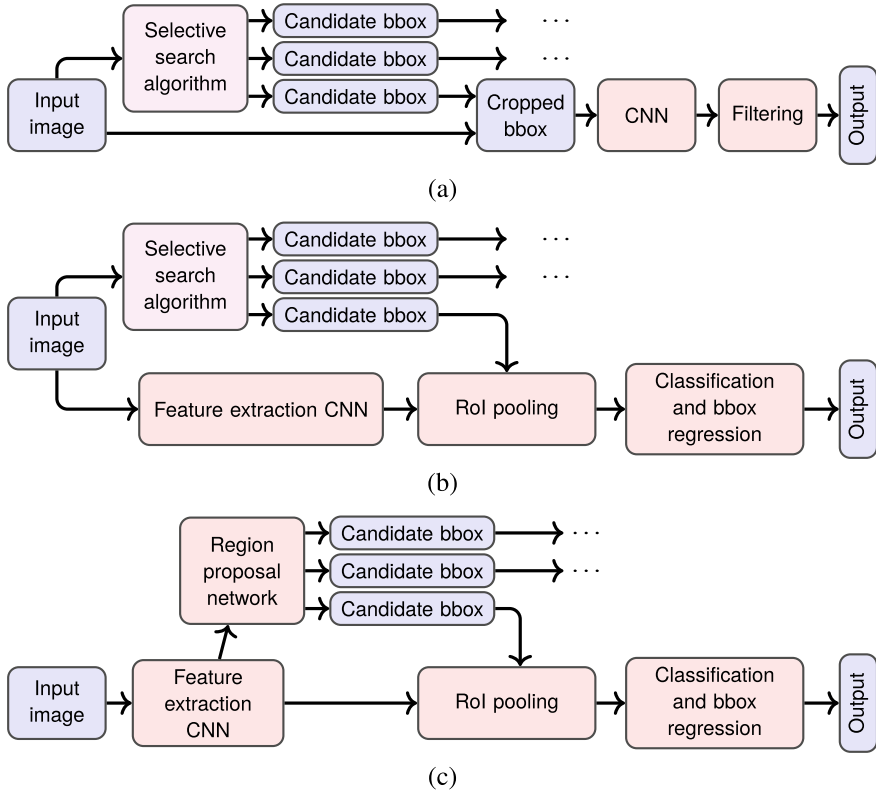 Selective
search
algorithm
Candidate bbox
...
Candidate bbox
...
Candidate bbox
Input
image
Cropped
bbox
CNN
Filtering
Output
(a)
Selective
search
algorithm
Candidate bbox
...
Candidate bbox
...
Candidate bbox
Input
image
Feature extraction CNN
RoI pooling
Classification
and bbox
regression
Output
(b)
Region
proposal
network
Candidate bbox
...
Candidate bbox
...
Candidate bbox
Input
image
Feature
extraction
CNN
RoI pooling
Classification
and bbox
regression
Output
(c)